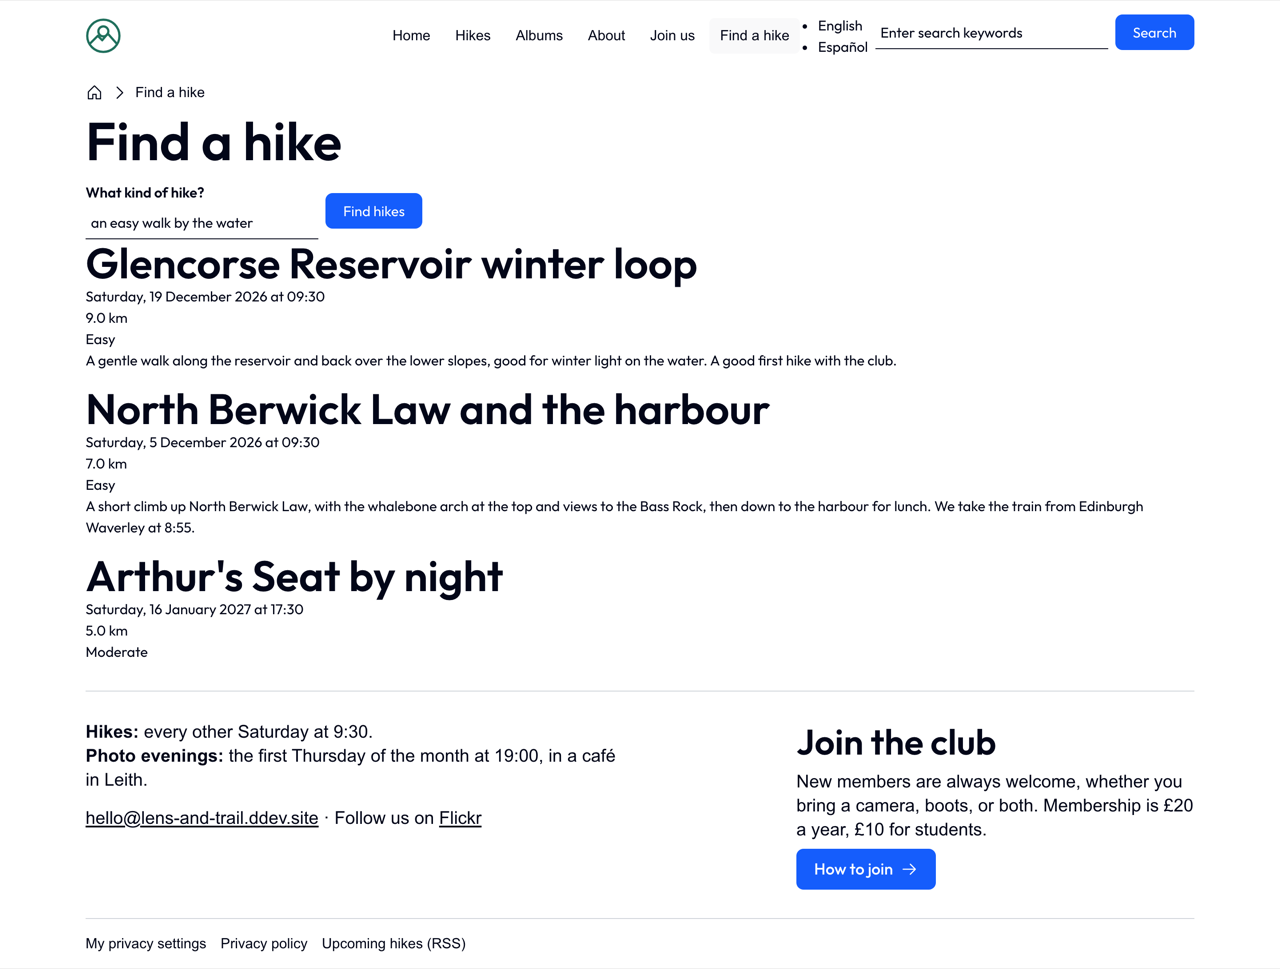 Home
Hikes
Albums
About
Join us
Find a hike
English
Español
Enter search keywords
Search
Find a hike
Find a hike
What kind of hike?
an easy walk by the water
Find hikes
Glencorse Reservoir winter loop
Saturday, 19 December 2026 at 09:30
9.0 km
Easy
A gentle walk along the reservoir and back over the lower slopes, good for winter light on the water. A good first hike with the club.
North Berwick Law and the harbour
Saturday, 5 December 2026 at 09:30
7.0 km
Easy
A short climb up North Berwick Law, with the whalebone arch at the top and views to the Bass Rock, then down to the harbour for lunch. We take the train from Edinburgh
Waverley at 8:55.
Arthur's Seat by night
Saturday, 16 January 2027 at 17:30
5.0 km
Moderate
Hikes: every other Saturday at 9:30.
Photo evenings: the first Thursday of the month at 19:00, in a café
in Leith.
hello@lens-and-trail.ddev.site · Follow us on Flickr
Join the club
New members are always welcome, whether you
bring a camera, boots, or both. Membership is £20
a year, £10 for students.
How to join
My privacy settings
Privacy policy
Upcoming hikes (RSS)